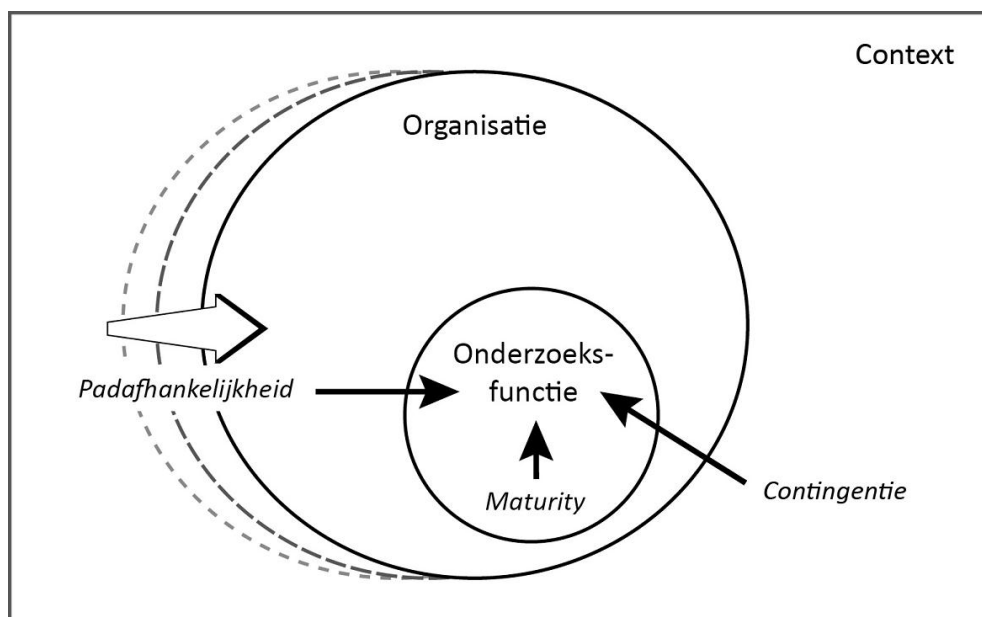 Context
Organisatie
Onderzoeks-
functie
Padafhankelijkheid
Maturity
Contingentie